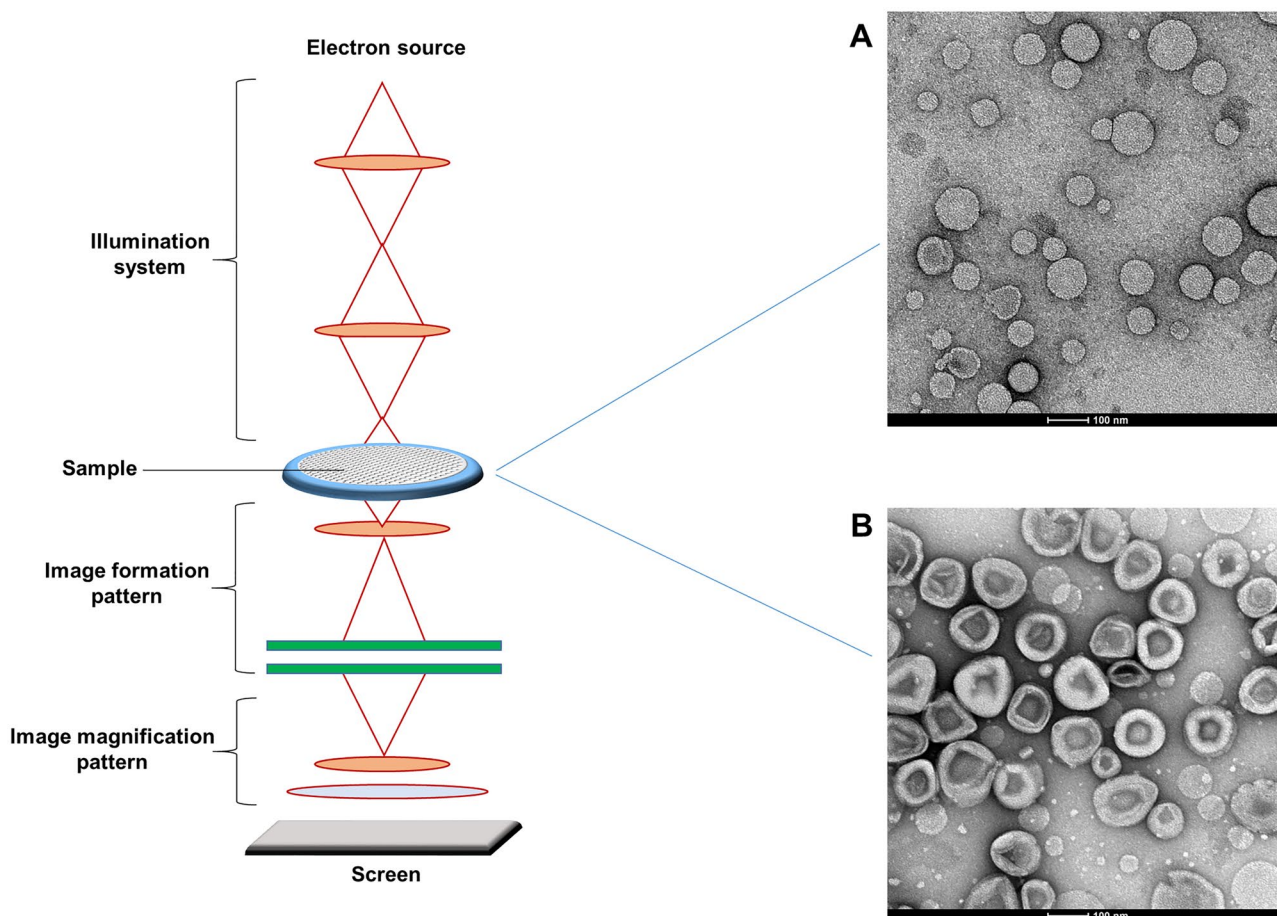 Electron source
A
Illumination
system
100 nm
Sample
B
Image formation
pattern
Image magnification
pattern
Screen
100 nm